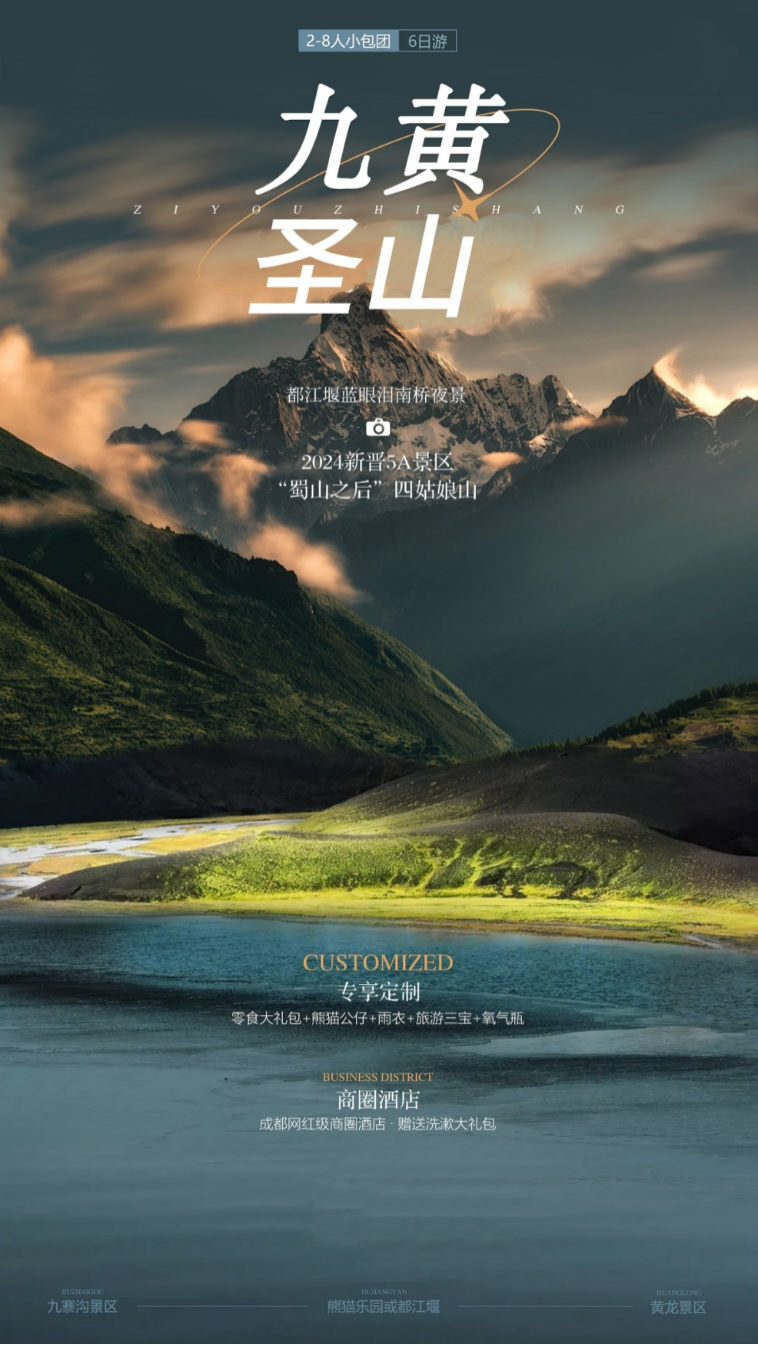 2-8人小包团 6日游
九黄
ZIYOUZHISHANG
圣山
都江堰蓝眼泪南桥夜景
2024新晋5A景区
“蜀山之后”四姑娘山
CUSTOMIZED
专享定制
零食大礼包+熊猫公仔+雨衣+旅游三宝+氧气瓶
BUSINESS DISTRICT
商圈酒店
成都网红级商圈酒店·赠送洗漱大礼包
JIUZHAIGOU DUJIANGYAN HUANGLONG
九寨沟景区 熊猫乐园或都江堰 黄龙景区